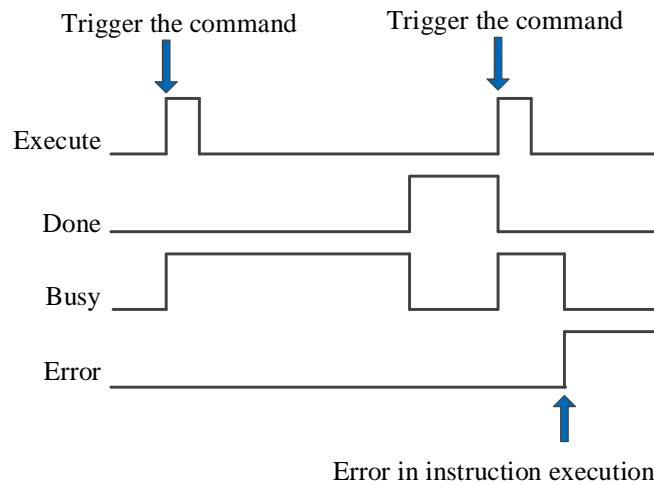 Trigger the command
Trigger the command
Execute
Done
Busy
Error
Error in instruction execution